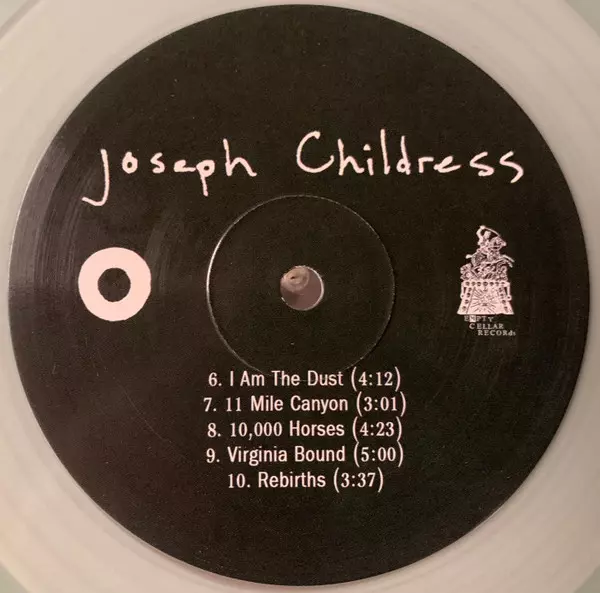 Joseph Childress
EMPTY
CELLAR
RECORds
6. I Am The Dust (4:12)
7. 11 Mile Canyon (3:01)
8. 10,000 Horses (4:23)
9. Virginia Bound (5:00)
10. Rebirths (3:37)